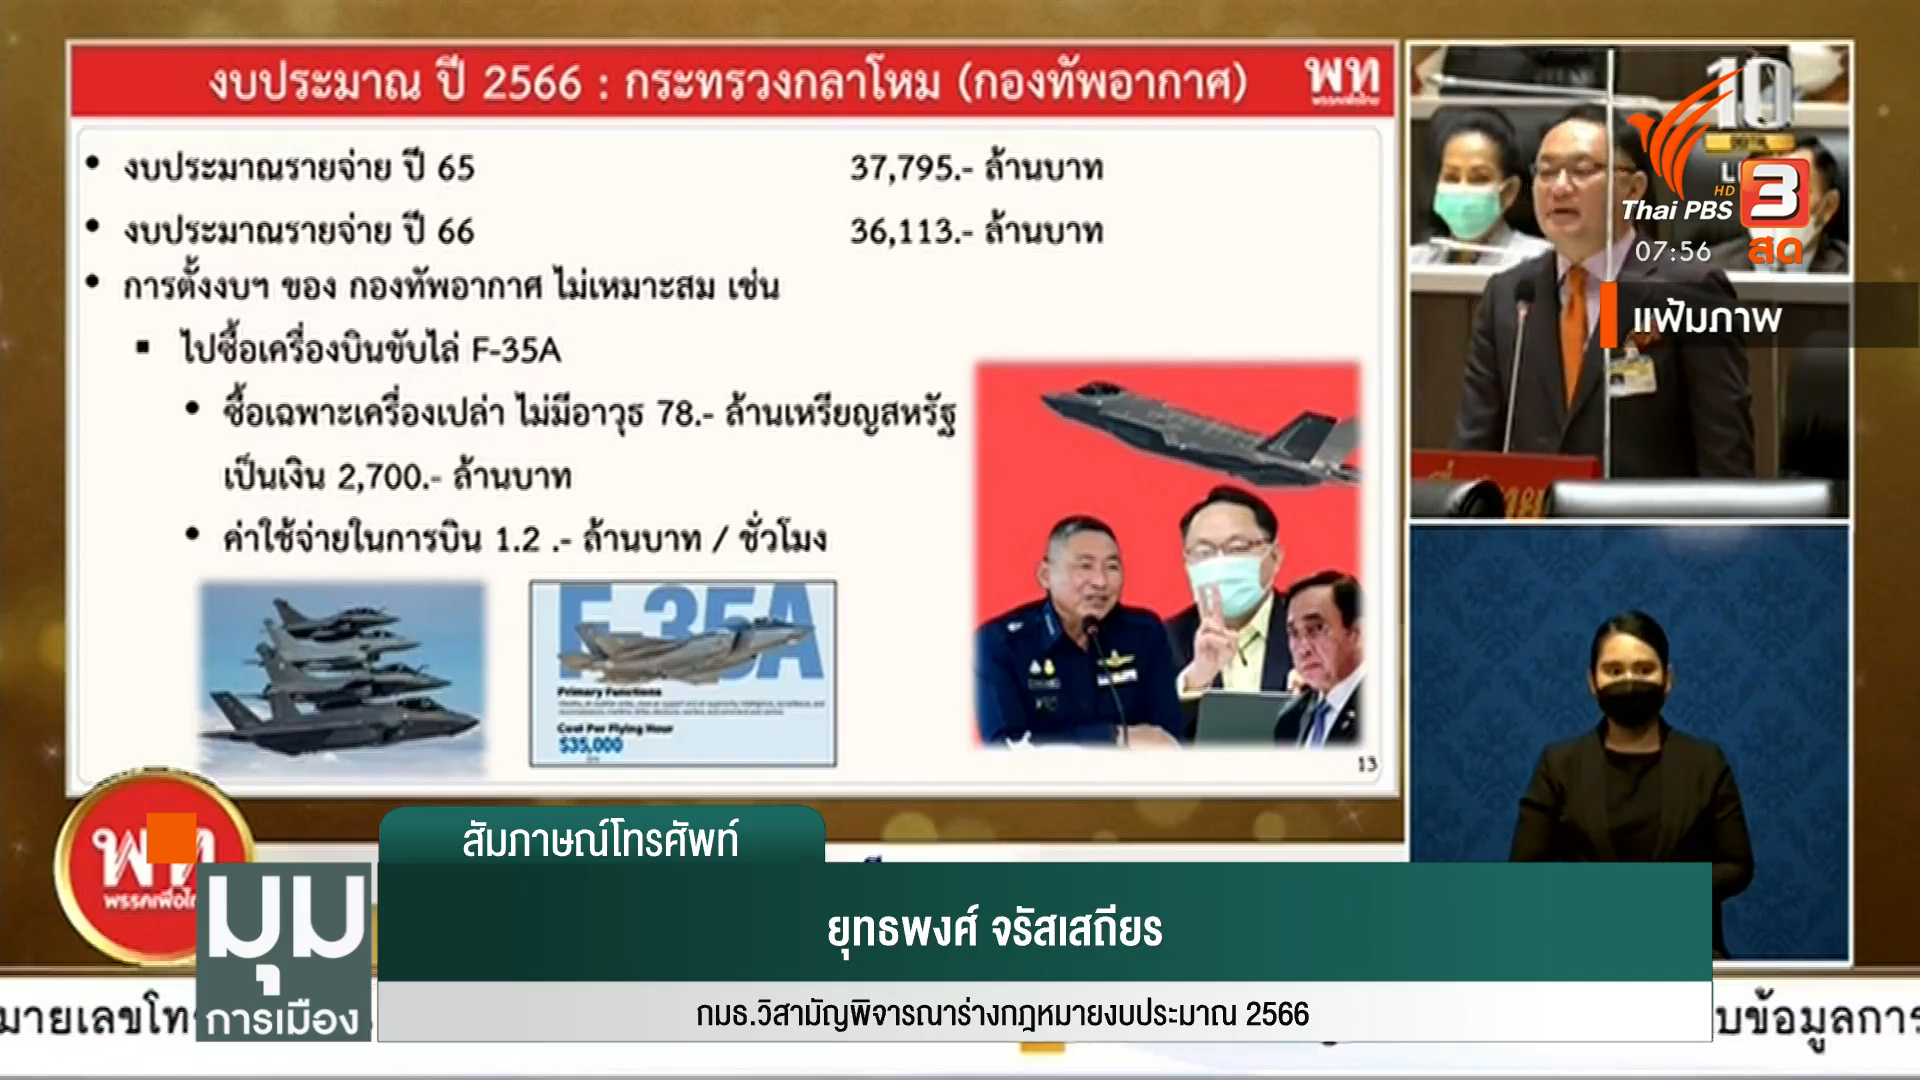 งบประมาณ ปี 2566 : กระทรวงกลาโหม (กองทัพอากาศ)
พท
พรรคเพื่อไทย
• งบประมาณรายจ่าย ปี 65 37,795.- ล้านบาท
• งบประมาณรายจ่าย ปี 66 36,113.- ล้านบาท
• การตั้งงบฯ ของ กองทัพอากาศ ไม่เหมาะสม เช่น
▪ ไปซื้อเครื่องบินขับไล่ F-35A
• ซื้อเฉพาะเครื่องเปล่า ไม่มีอาวุธ 78.- ล้านเหรียญสหรัฐ
เป็นเงิน 2,700.- ล้านบาท
• ค่าใช้จ่ายในการบิน 1.2 .- ล้านบาท / ชั่วโมง
F-35A
Primary Functions
Cost Per Flying Hour
$35,000
13
10
HD
Thai PBS
3
07:56
สด
แฟ้มภาพ
พท
พรรคเพื่อไ
สัมภาษณ์โทรศัพท์
มุม
การเมือง
ยุทธพงศ์ จรัสเสถียร
กมธ.วิสามัญพิจารณาร่างกฎหมายงบประมาณ 2566
มายเลขโท
บข้อมูลการ